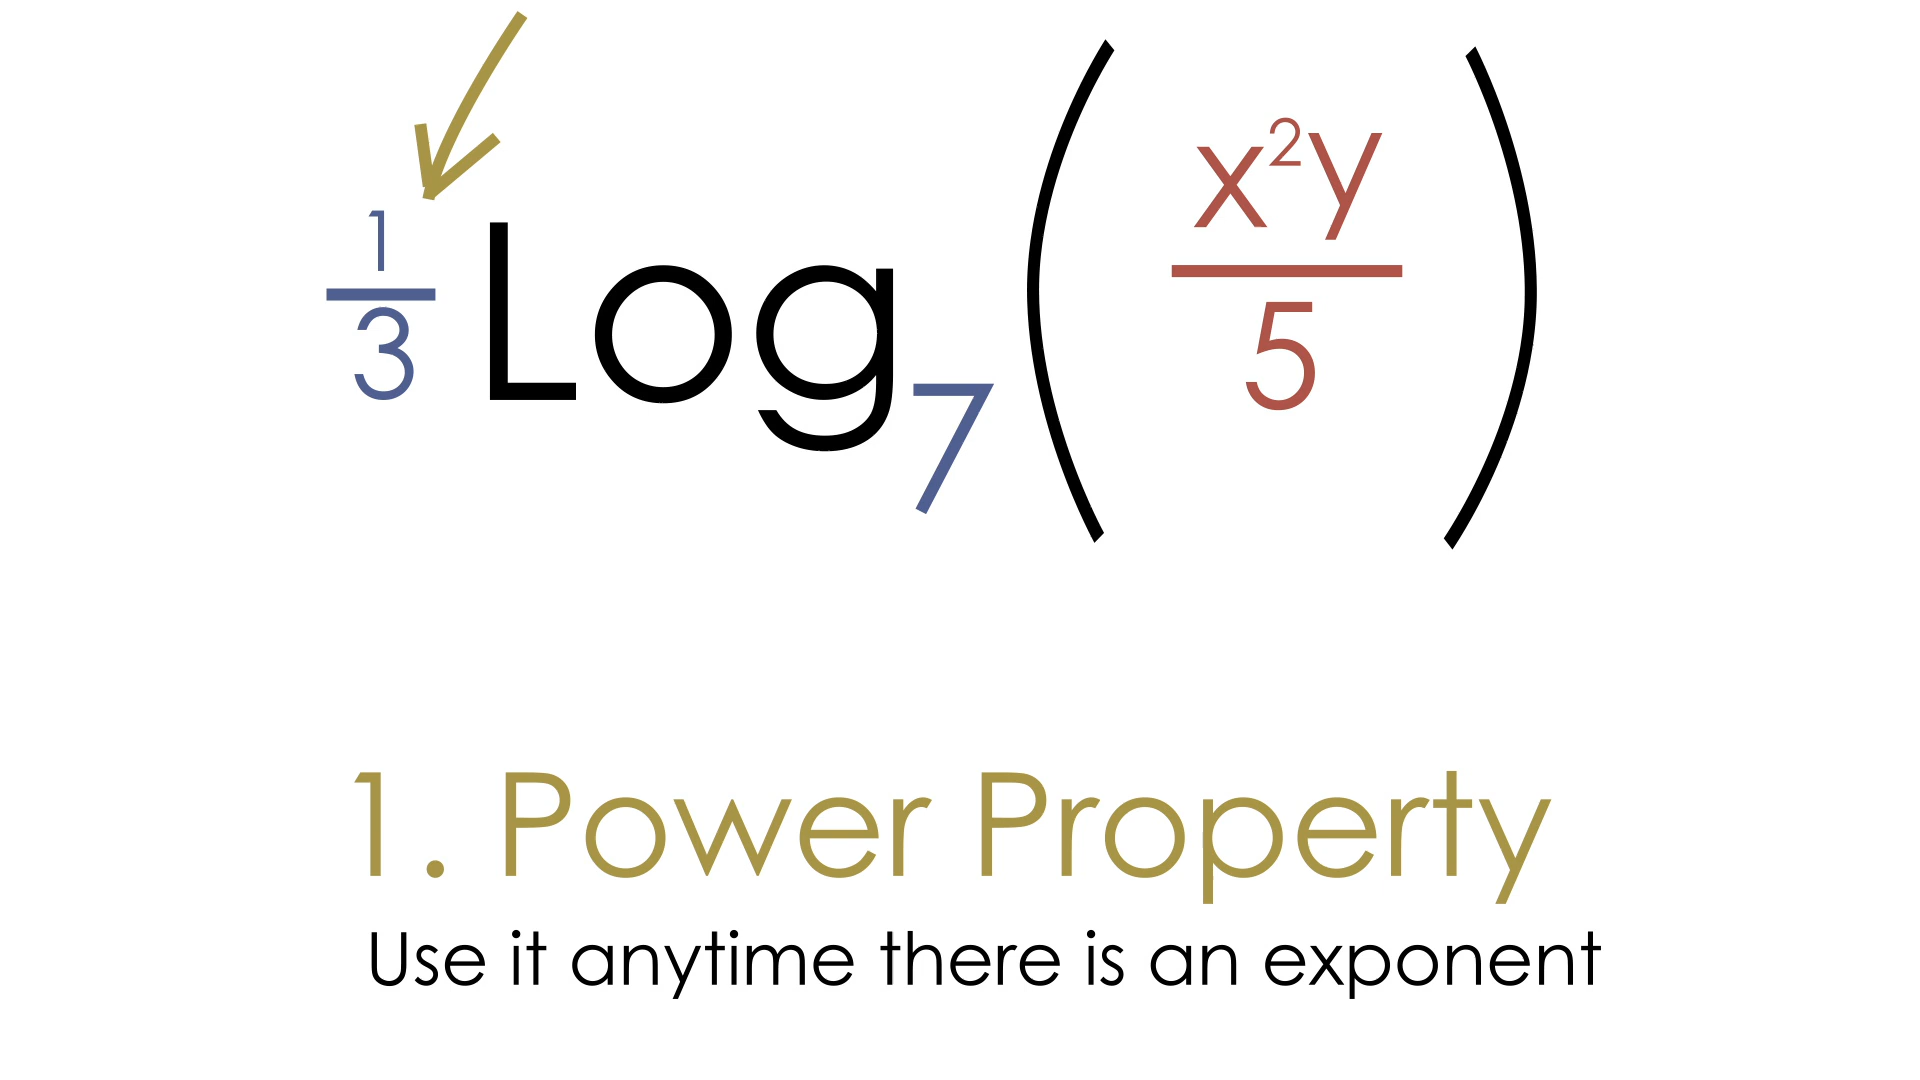 1/3 Log₇ (x²y/5)
1. Power Property
Use it anytime there is an exponent